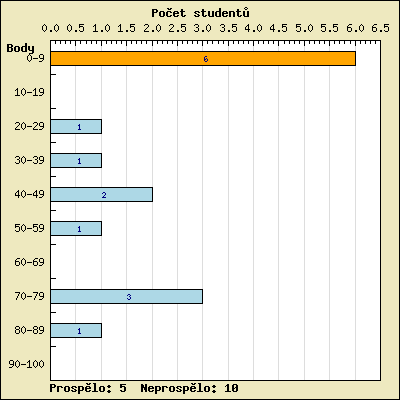 Počet studentů
0.0 0.5 1.0 1.5 2.0 2.5 3.0 3.5 4.0 4.5 5.0 5.5 6.0 6.5
Body
0-9 6
10-19
20-29 1
30-39 1
40-49 2
50-59 1
60-69
70-79 3
80-89 1
90-100
Prospělo: 5 Neprospělo: 10